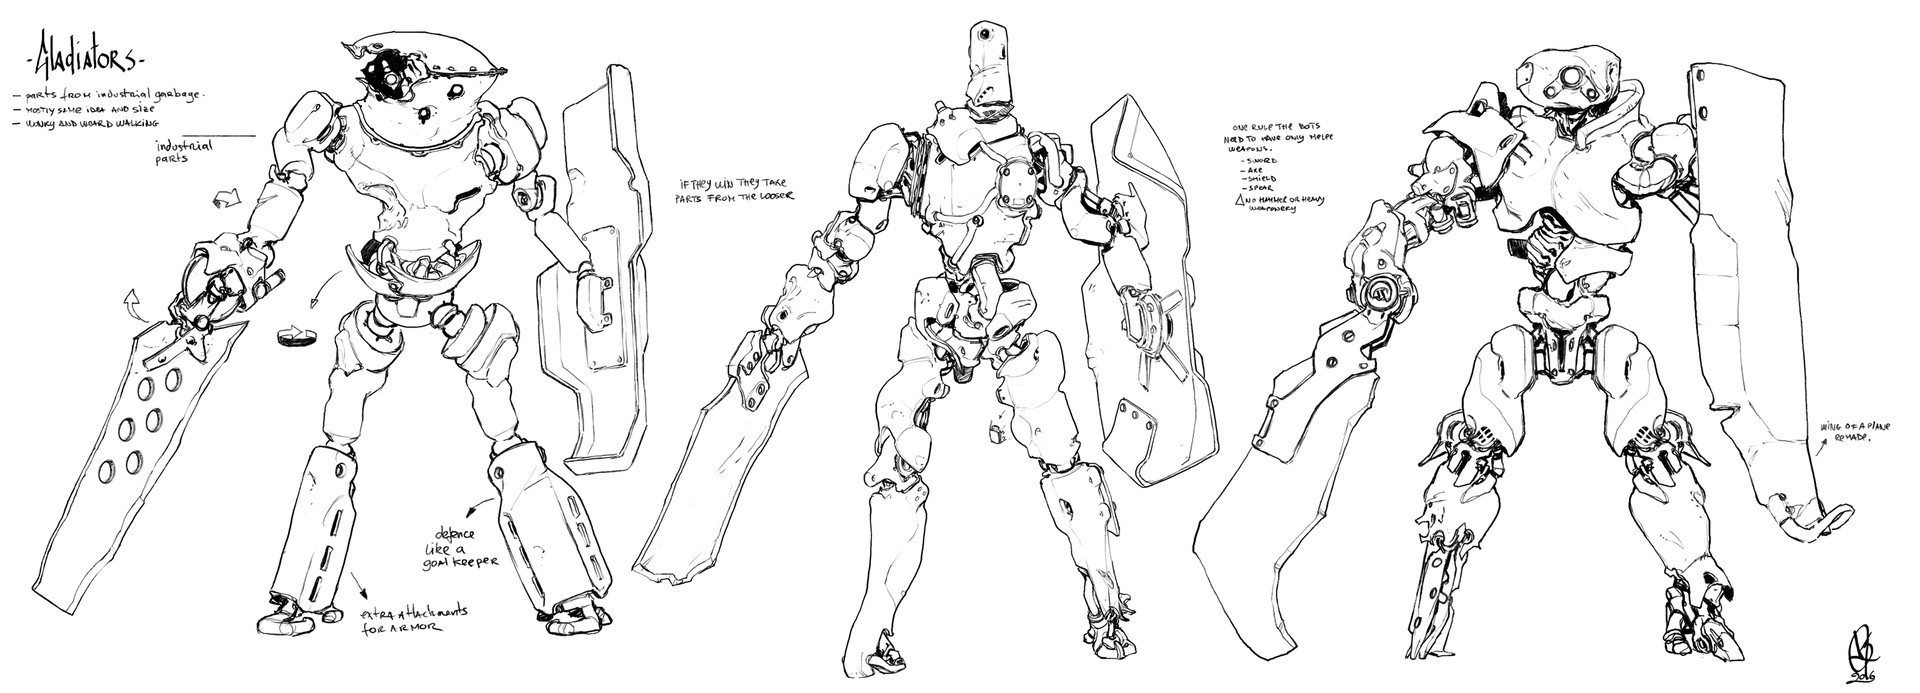 -Gladiators-
– parts from industrial garbage.
– mostly same idea and size
– wonky and weard walking
industrial
parts
defence
like a
goal keeper
extra attachments
for armor
if they win they take
parts from the looser
one rule the bots
need to have only melee
weapons.
- sword
- axe
- shield
- spear
△ no hammer or heavy
weaponery
wing of a plane
remade.
2016